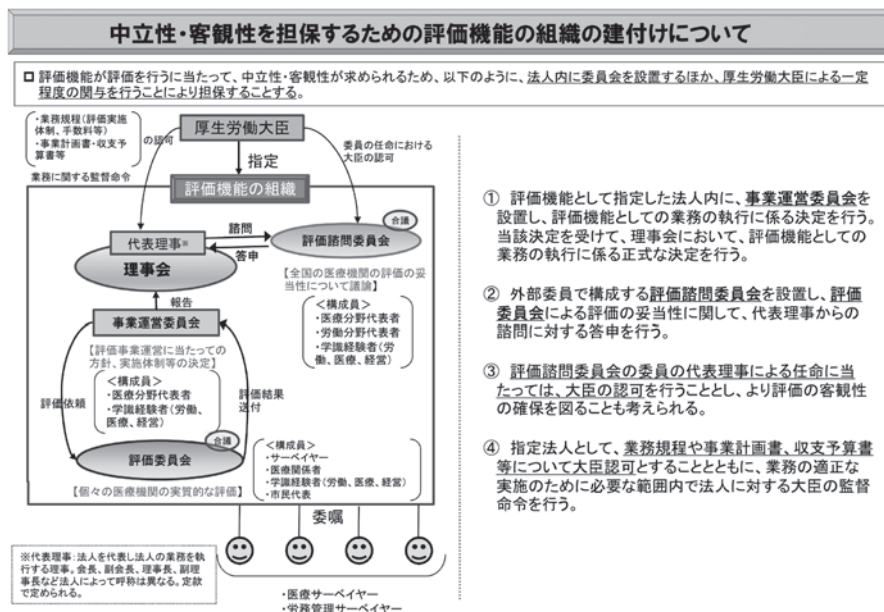 中立性・客観性を担保するための評価機能の組織の建付けについて
□ 評価機能が評価を行うに当たって、中立性・客観性が求められるため、以下のように、法人内に委員会を設置するほか、厚生労働大臣による一定
程度の関与を行うことにより担保することとする。
・業務規程(評価実施
体制、手数料等)
・事業計画書・収支予
算書等
の認可
業務に関する監督命令
厚生労働大臣
指定
委員の任命における
大臣の認可
評価機能の組織
代表理事※
理事会
諮問
答申
合議
評価諮問委員会
【全国の医療機関の評価の妥
当性について議論】
<構成員>
・医療分野代表者
・労働分野代表者
・学識経験者(労
働、医療、経営)
報告
事業運営委員会
【評価事業運営に当たっての
方針、実施体制等の決定】
<構成員>
・医療分野代表者
・学識経験者(労働、
医療、経営)
評価依頼
評価結果
送付
合議
評価委員会
【個々の医療機関の実質的な評価】
<構成員>
・サーベイヤー
・医療関係者
・学識経験者(労働、医療、経営)
・市民代表
委嘱
※代表理事:法人を代表し法人の業務を執
行する理事。会長、副会長、理事長、副理
事長など法人によって呼称は異なる。定款
で定められる。
・医療サーベイヤー
・労務管理サーベイヤー
① 評価機能として指定した法人内に、事業運営委員会を
設置し、評価機能としての業務の執行に係る決定を行う。
当該決定を受けて、理事会において、評価機能としての
業務の執行に係る正式な決定を行う。
② 外部委員で構成する評価諮問委員会を設置し、評価
委員会による評価の妥当性に関して、代表理事からの
諮問に対する答申を行う。
③ 評価諮問委員会の委員の代表理事による任命に当
たっては、大臣の認可を行うこととし、より評価の客観性
の確保を図ることも考えられる。
④ 指定法人として、業務規程や事業計画書、収支予算書
等について大臣認可とすることとともに、業務の適正な
実施のために必要な範囲内で法人に対する大臣の監督
命令を行う。